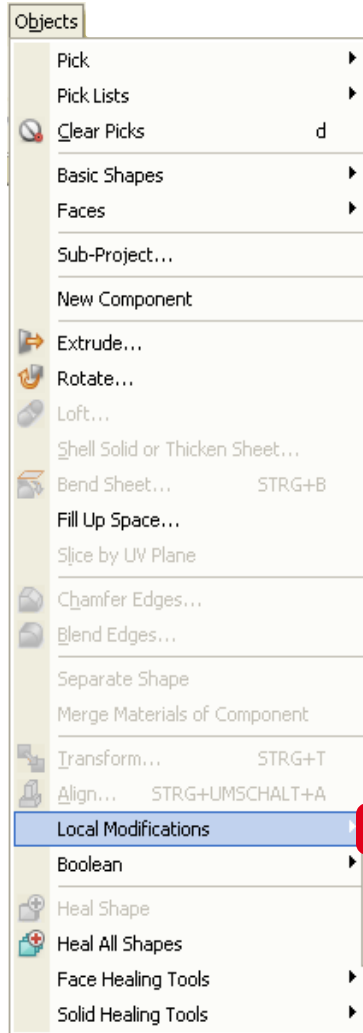 Objects
Pick
Pick Lists
Clear Picks d
Basic Shapes
Faces
Sub-Project...
New Component
Extrude...
Rotate...
Loft...
Shell Solid or Thicken Sheet...
Bend Sheet... STRG+B
Fill Up Space...
Slice by UV Plane
Chamfer Edges...
Blend Edges...
Separate Shape
Merge Materials of Component
Transform... STRG+T
Align... STRG+UMSCHALT+A
Local Modifications
Boolean
Heal Shape
Heal All Shapes
Face Healing Tools
Solid Healing Tools